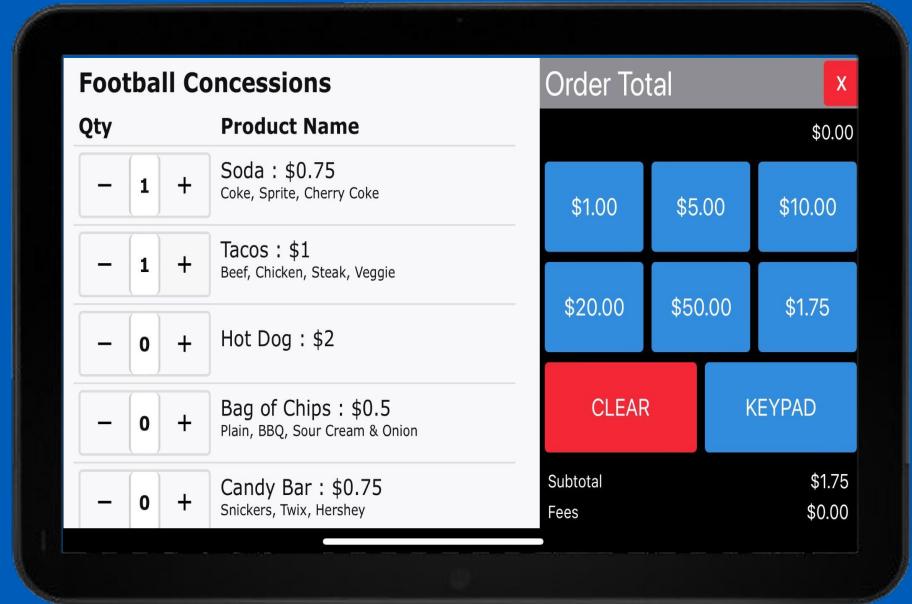 Football Concessions
Qty Product Name
− 1 + Soda : $0.75
Coke, Sprite, Cherry Coke
− 1 + Tacos : $1
Beef, Chicken, Steak, Veggie
− 0 + Hot Dog : $2
− 0 + Bag of Chips : $0.5
Plain, BBQ, Sour Cream & Onion
− 0 + Candy Bar : $0.75
Snickers, Twix, Hershey
Order Total X
$0.00
$1.00 $5.00 $10.00
$20.00 $50.00 $1.75
CLEAR KEYPAD
Subtotal $1.75
Fees $0.00